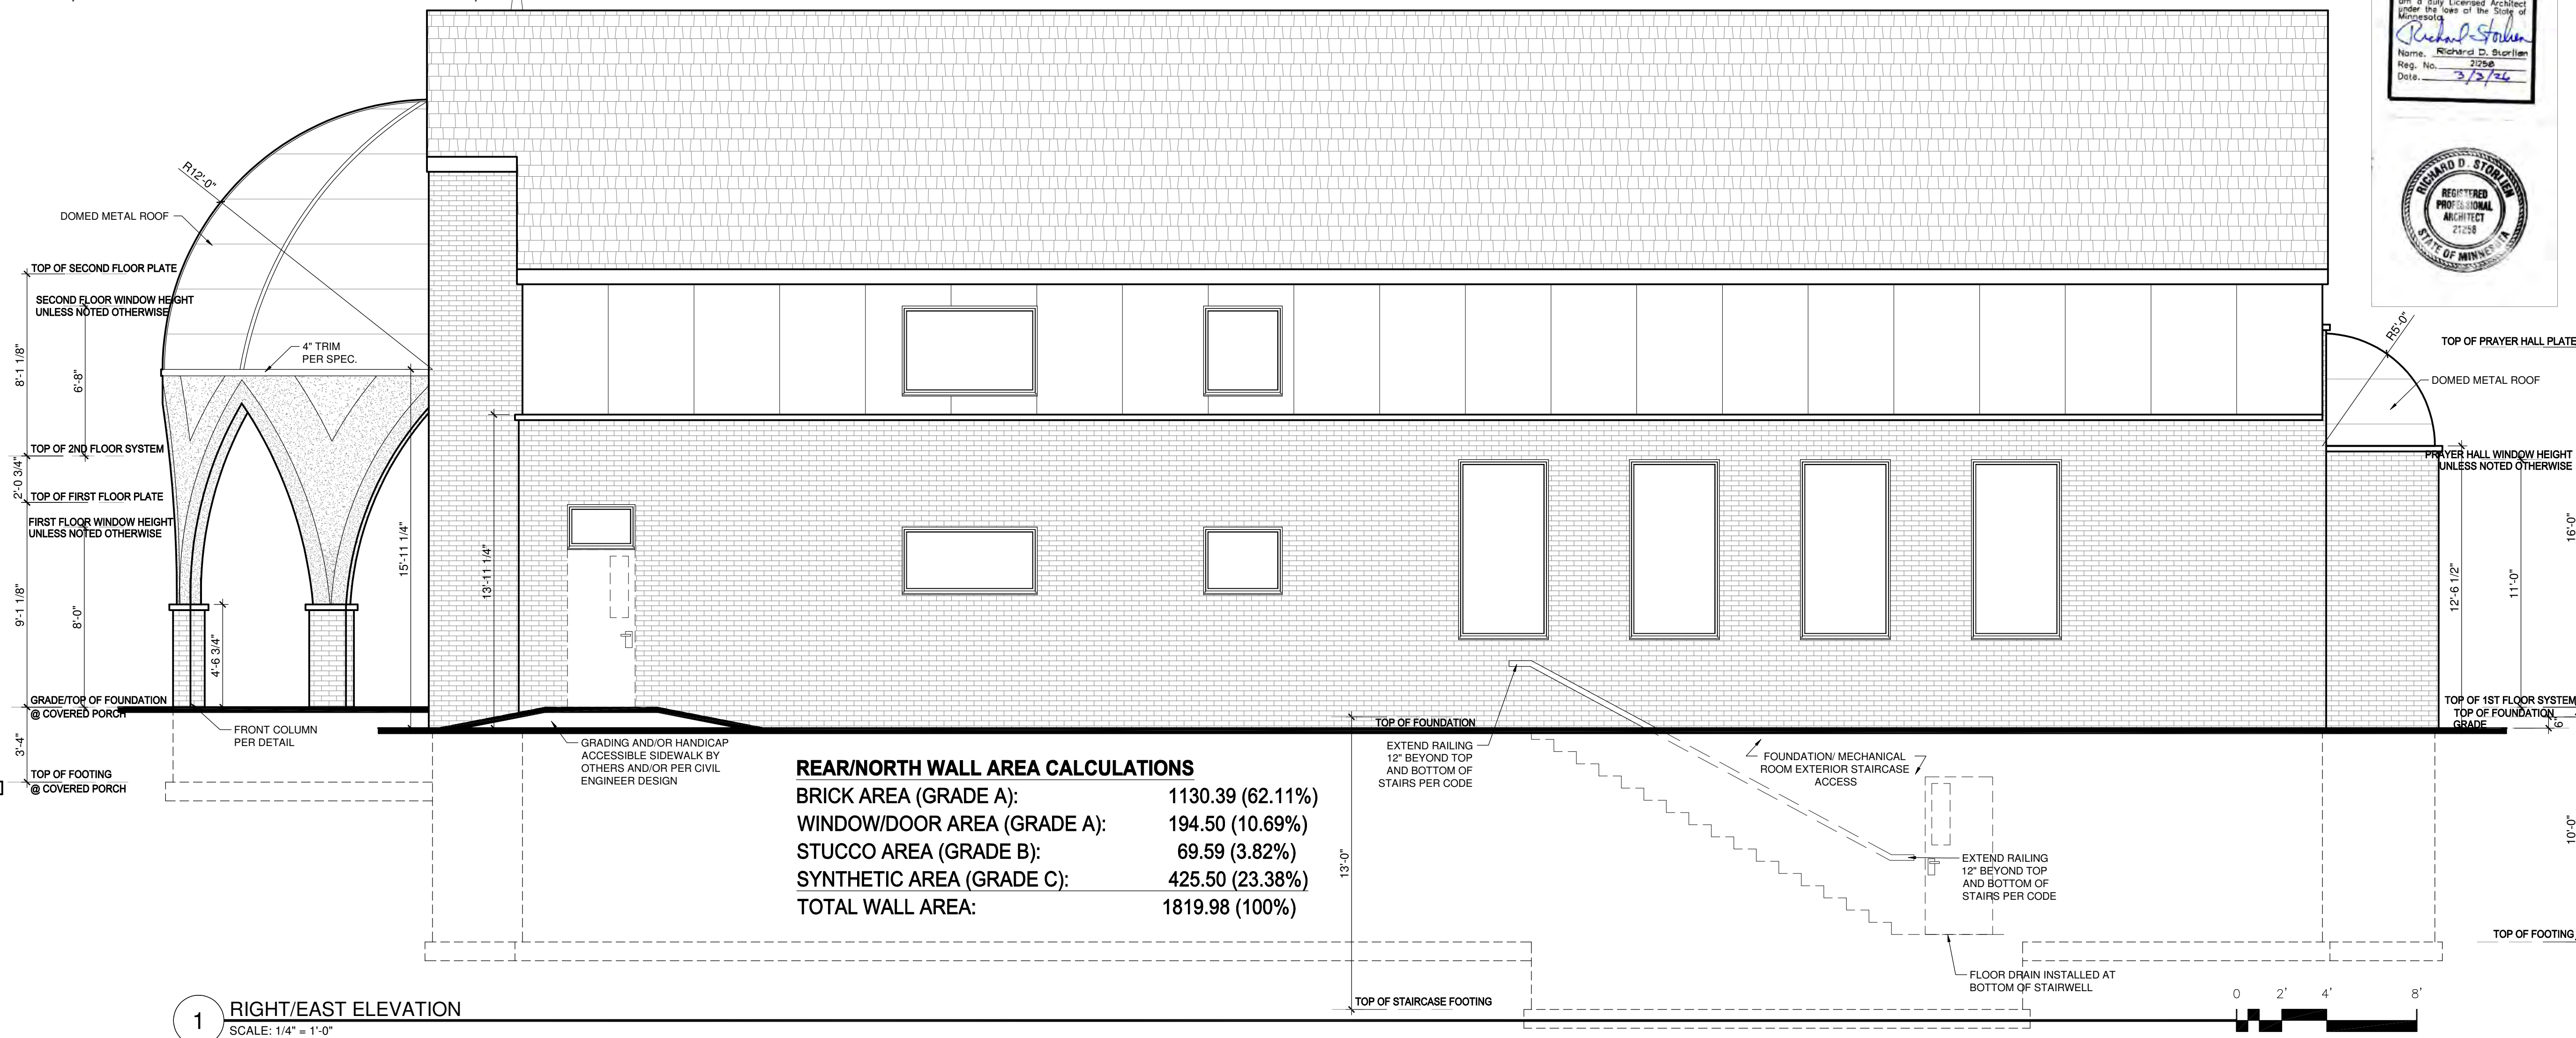 am a duly Licensed Architect
under the laws of the State of
Minnesota
Richard Storlien
Name. Richard D. Storlien
Reg. No. 21258
Date. 3/3/26
RICHARD D. STORLIEN
REGISTERED
PROFESSIONAL
ARCHITECT
21258
STATE OF MINNESOTA
R12'-0"
DOMED METAL ROOF
TOP OF SECOND FLOOR PLATE
SECOND FLOOR WINDOW HEIGHT
UNLESS NOTED OTHERWISE
4" TRIM
PER SPEC.
8'-1 1/8"
6'-8"
TOP OF 2ND FLOOR SYSTEM
2'-0 3/4"
TOP OF FIRST FLOOR PLATE
FIRST FLOOR WINDOW HEIGHT
UNLESS NOTED OTHERWISE
9'-1 1/8"
8'-0"
4'-6 3/4"
15'-11 1/4"
13'-11 1/4"
GRADE/TOP OF FOUNDATION
@ COVERED PORCH
3'-4"
FRONT COLUMN
PER DETAIL
TOP OF FOOTING
@ COVERED PORCH
GRADING AND/OR HANDICAP
ACCESSIBLE SIDEWALK BY
OTHERS AND/OR PER CIVIL
ENGINEER DESIGN
REAR/NORTH WALL AREA CALCULATIONS
BRICK AREA (GRADE A): 1130.39 (62.11%)
WINDOW/DOOR AREA (GRADE A): 194.50 (10.69%)
STUCCO AREA (GRADE B): 69.59 (3.82%)
SYNTHETIC AREA (GRADE C): 425.50 (23.38%)
TOTAL WALL AREA: 1819.98 (100%)
TOP OF FOUNDATION
EXTEND RAILING
12" BEYOND TOP
AND BOTTOM OF
STAIRS PER CODE
13'-0"
FOUNDATION/ MECHANICAL
ROOM EXTERIOR STAIRCASE
ACCESS
EXTEND RAILING
12" BEYOND TOP
AND BOTTOM OF
STAIRS PER CODE
FLOOR DRAIN INSTALLED AT
BOTTOM OF STAIRWELL
TOP OF STAIRCASE FOOTING
R5'-0"
TOP OF PRAYER HALL PLATE
DOMED METAL ROOF
PRAYER HALL WINDOW HEIGHT
UNLESS NOTED OTHERWISE
16'-0"
12'-6 1/2"
11'-0"
TOP OF 1ST FLOOR SYSTEM
TOP OF FOUNDATION
GRADE
6"
10'-0"
TOP OF FOOTING
1
RIGHT/EAST ELEVATION
SCALE: 1/4" = 1'-0"
0 2' 4' 8'